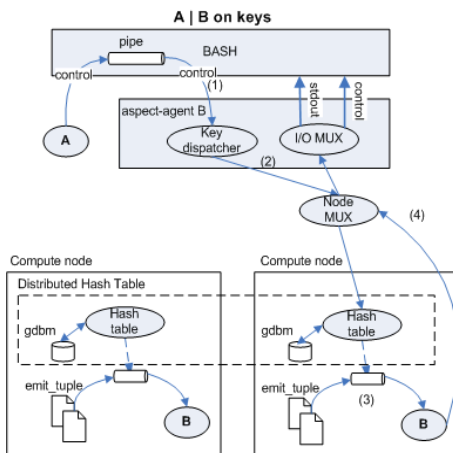 A | B on keys
pipe
BASH
control
control
(1)
stdout
control
aspect-agent B
A
Key
dispatcher
I/O MUX
(2)
Node
MUX
(4)
Compute node
Compute node
Distributed Hash Table
Hash
table
Hash
table
gdbm
gdbm
emit_tuple
emit_tuple
(3)
B
B